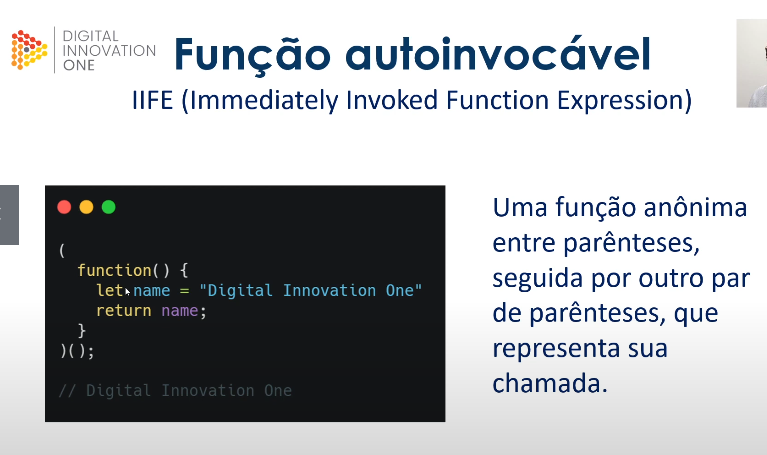 DIGITAL
INNOVATION
ONE
Função autoinvocável
IIFE (Immediately Invoked Function Expression)
(
function() {
let name = "Digital Innovation One"
return name;
}
)();
// Digital Innovation One
Uma função anônima
entre parênteses,
seguida por outro par
de parênteses, que
representa sua
chamada.